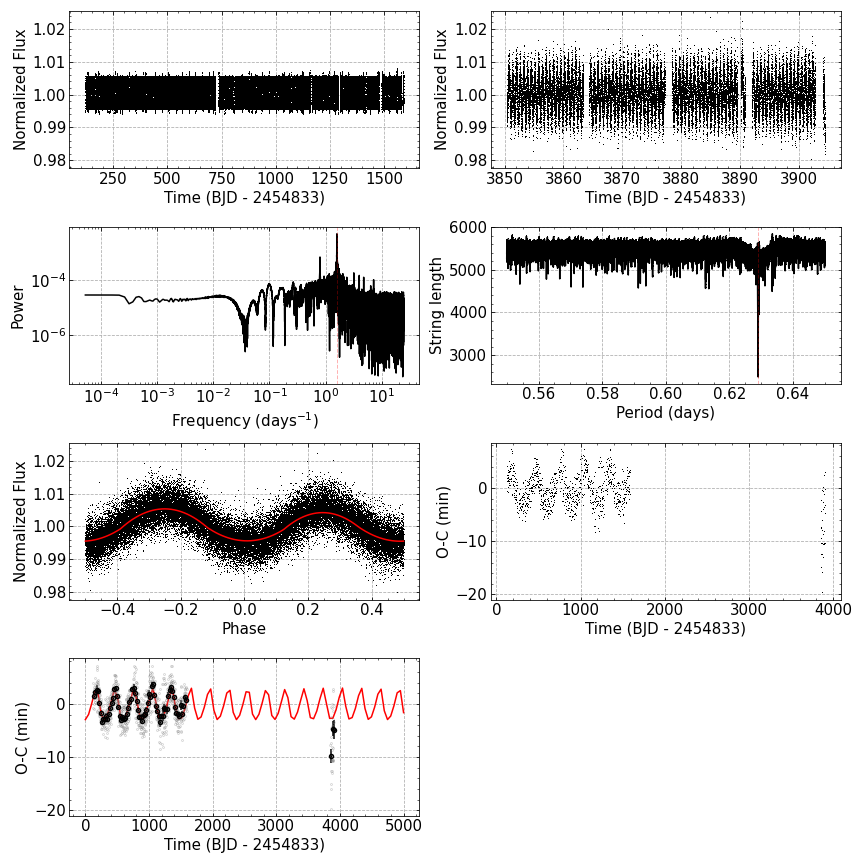 Normalized Flux
1.02
1.01
1.00
0.99
0.98
250 500 750 1000 1250 1500
Time (BJD - 2454833)
Normalized Flux
1.02
1.01
1.00
0.99
0.98
3850 3860 3870 3880 3890 3900
Time (BJD - 2454833)
Power
10⁻⁴
10⁻⁶
10⁻⁴ 10⁻³ 10⁻² 10⁻¹ 10⁰ 10¹
Frequency (days⁻¹)
String length
6000
5000
4000
3000
0.56 0.58 0.60 0.62 0.64
Period (days)
Normalized Flux
1.02
1.01
1.00
0.99
0.98
−0.4 −0.2 0.0 0.2 0.4
Phase
O-C (min)
0
−10
−20
0 1000 2000 3000 4000
Time (BJD - 2454833)
O-C (min)
0
−10
−20
0 1000 2000 3000 4000 5000
Time (BJD - 2454833)